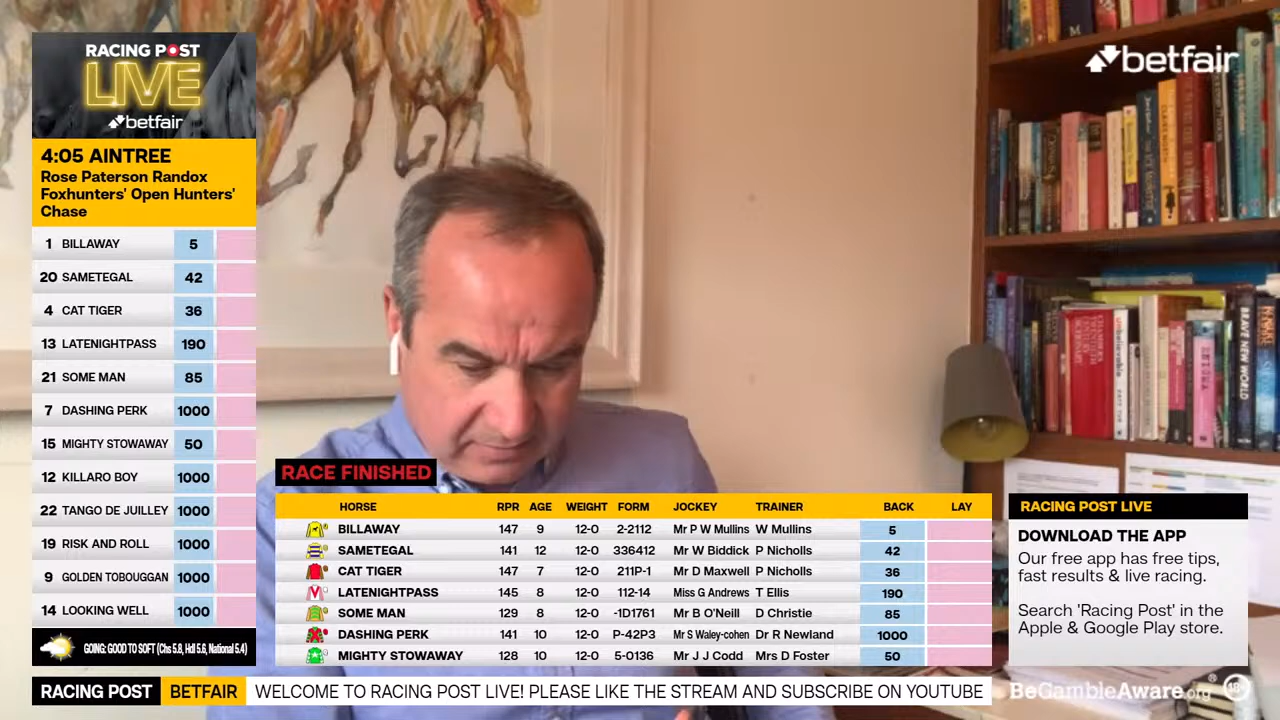 RACING POST
LIVE
betfair
4:05 AINTREE
Rose Paterson Randox
Foxhunters' Open Hunters'
Chase
1 BILLAWAY 5
20 SAMETEGAL 42
4 CAT TIGER 36
13 LATENIGHTPASS 190
21 SOME MAN 85
7 DASHING PERK 1000
15 MIGHTY STOWAWAY 50
12 KILLARO BOY 1000
22 TANGO DE JUILLEY 1000
19 RISK AND ROLL 1000
9 GOLDEN TOBOUGGAN 1000
14 LOOKING WELL 1000
GOING: GOOD TO SOFT (Chs 5.8, Hdl 5.6, National 5.4)
betfair
BRAVE NEW WORLD
RACE FINISHED
HORSE RPR AGE WEIGHT FORM JOCKEY TRAINER BACK LAY
BILLAWAY 147 9 12-0 2-2112 Mr P W Mullins W Mullins 5
SAMETEGAL 141 12 12-0 336412 Mr W Biddick P Nicholls 42
CAT TIGER 147 7 12-0 211P-1 Mr D Maxwell P Nicholls 36
LATENIGHTPASS 145 8 12-0 112-14 Miss G Andrews T Ellis 190
SOME MAN 129 8 12-0 -1D1761 Mr B O'Neill D Christie 85
DASHING PERK 141 10 12-0 P-42P3 Mr S Waley-cohen Dr R Newland 1000
MIGHTY STOWAWAY 128 10 12-0 5-0136 Mr J J Codd Mrs D Foster 50
RACING POST LIVE
DOWNLOAD THE APP
Our free app has free tips,
fast results & live racing.
Search 'Racing Post' in the
Apple & Google Play store.
RACING POST BETFAIR WELCOME TO RACING POST LIVE! PLEASE LIKE THE STREAM AND SUBSCRIBE ON YOUTUBE
BeGambleAware.org® 18+